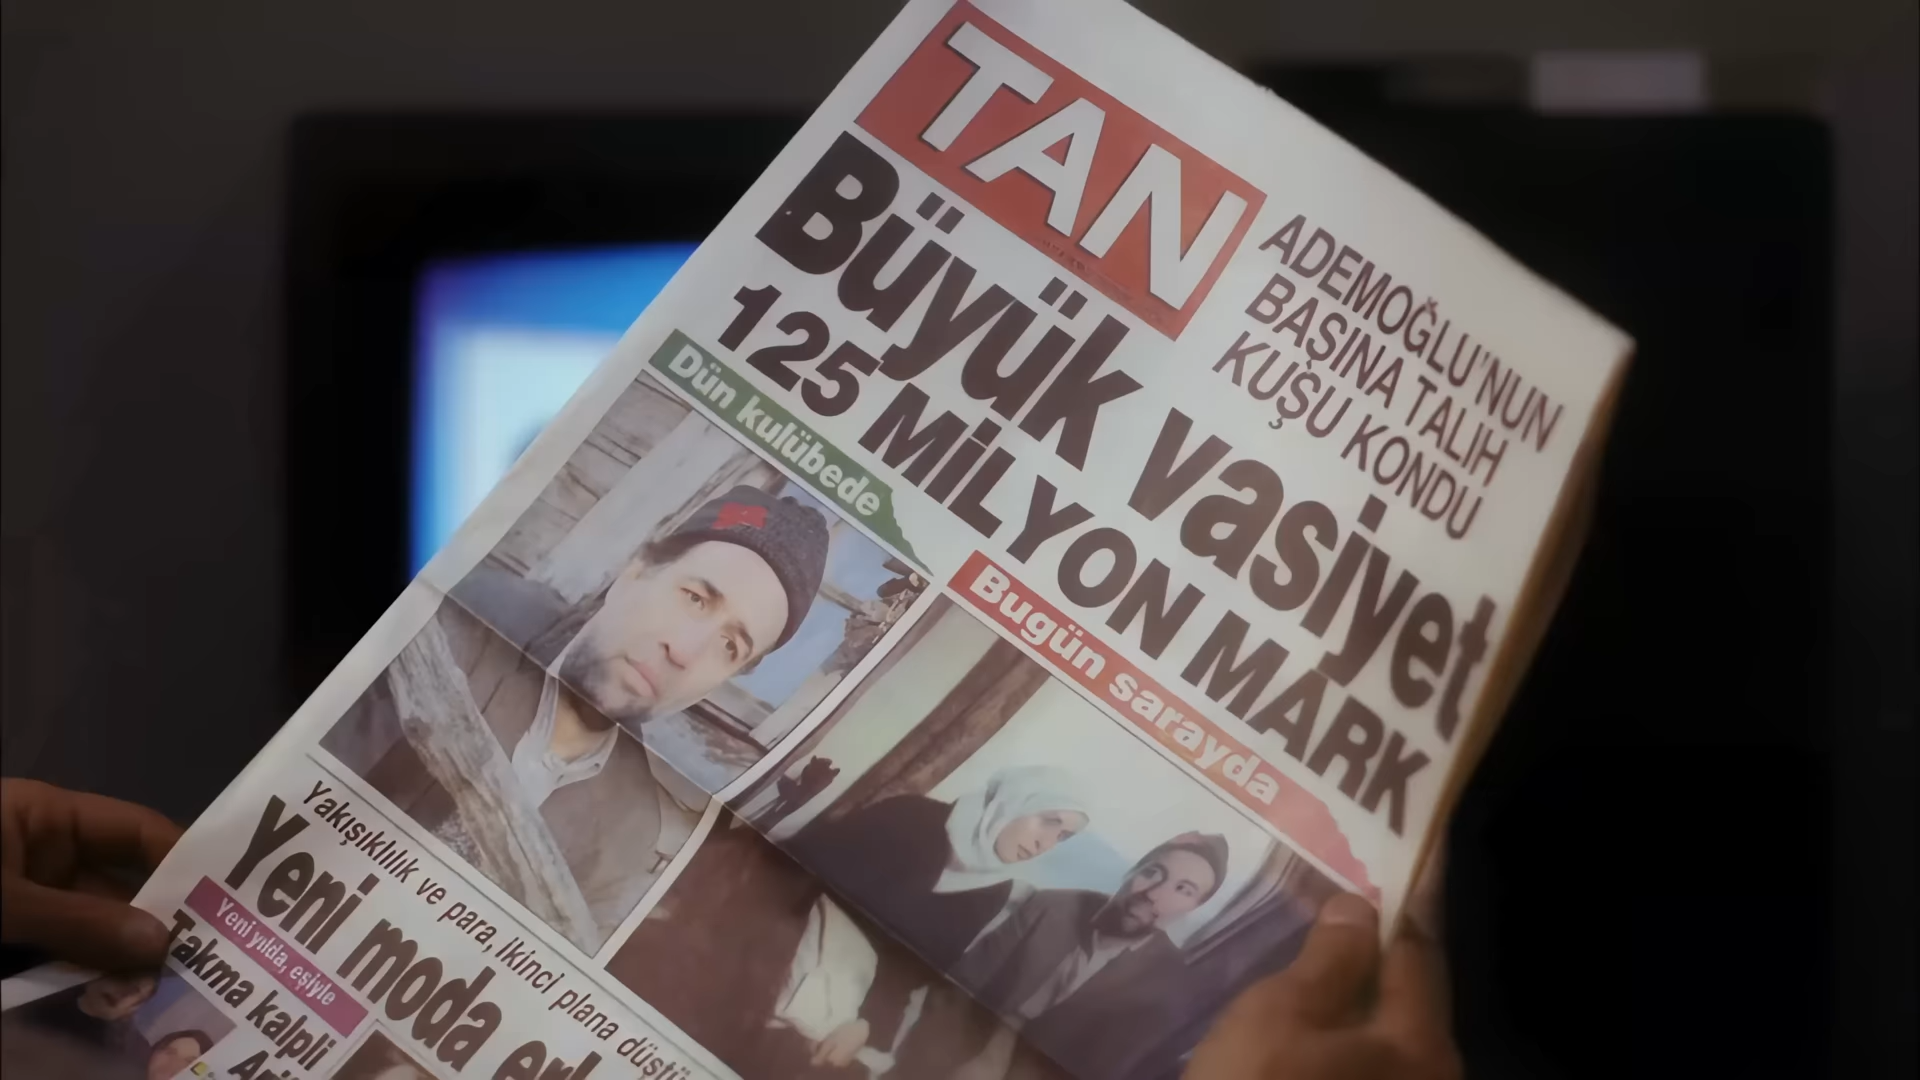 TAN
ADEMOĞLU'NUN
BAŞINA TALİH
KUŞU KONDU
Büyük vasiyet
125 MİLYON MARK
Dün kulübede
Bugün sarayda
Yakışıklılık ve para, ikinci plana düştü
Yeni moda
Yeni yılda, eşiyle
Takma kalpli